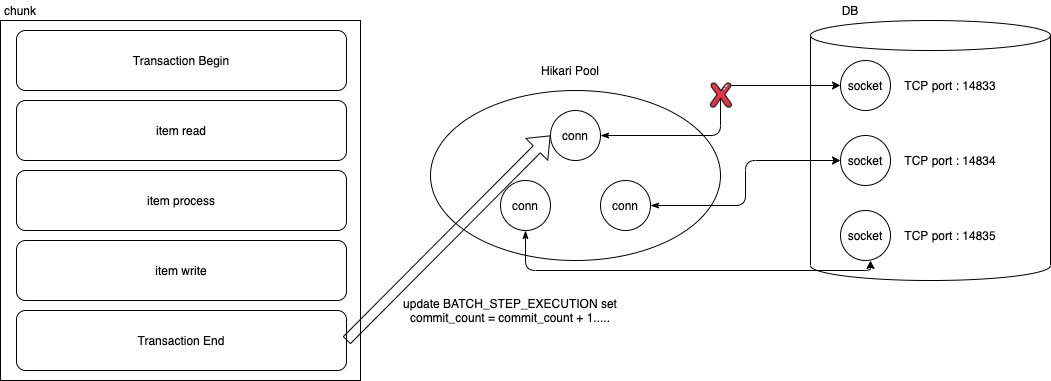 chunk
Transaction Begin
item read
item process
item write
Transaction End
Hikari Pool
conn
conn
conn
update BATCH_STEP_EXECUTION set
commit_count = commit_count + 1.....
DB
socket
TCP port : 14833
socket
TCP port : 14834
socket
TCP port : 14835